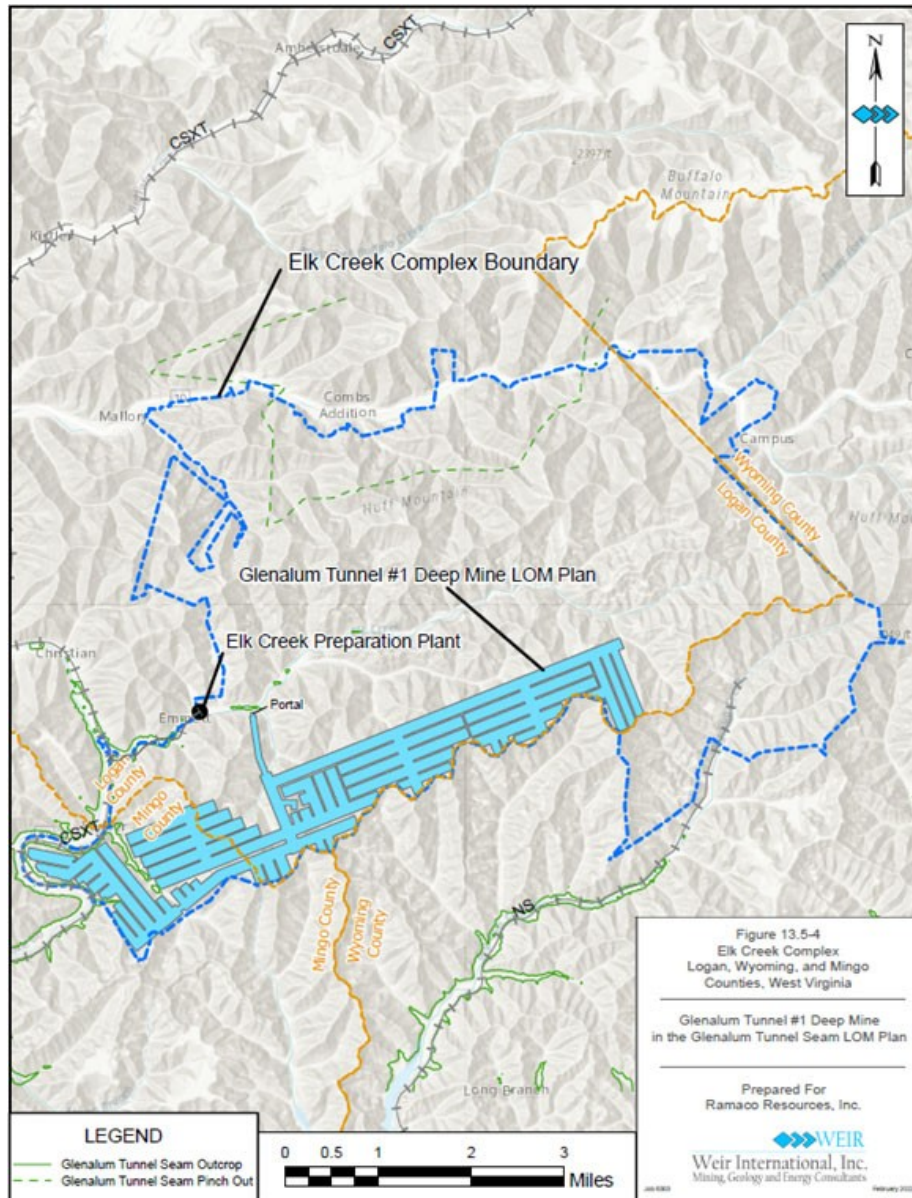 CSXT
Amherstdale
CSXT
N
2397 ft
Buffalo
Mountain
Elk Creek Complex Boundary
10
Mallory
Combs
Addition
Campus
Huff Mountain
Wyoming County
Logan County
Glenalum Tunnel #1 Deep Mine LOM Plan
Christian
Elk Creek Preparation Plant
Portal
Logan
County
Mingo
County
CSXT
Mingo County
Wyoming
County
NS
Long Branch
Figure 13.5-4
Elk Creek Complex
Logan, Wyoming, and Mingo
Counties, West Virginia
Glenalum Tunnel #1 Deep Mine
in the Glenalum Tunnel Seam LOM Plan
Prepared For
Ramaco Resources, Inc.
WEIR
Weir International, Inc.
Mining, Geology and Energy Consultants
LEGEND
Glenalum Tunnel Seam Outcrop
Glenalum Tunnel Seam Pinch Out
0 0.5 1 2 3
Miles